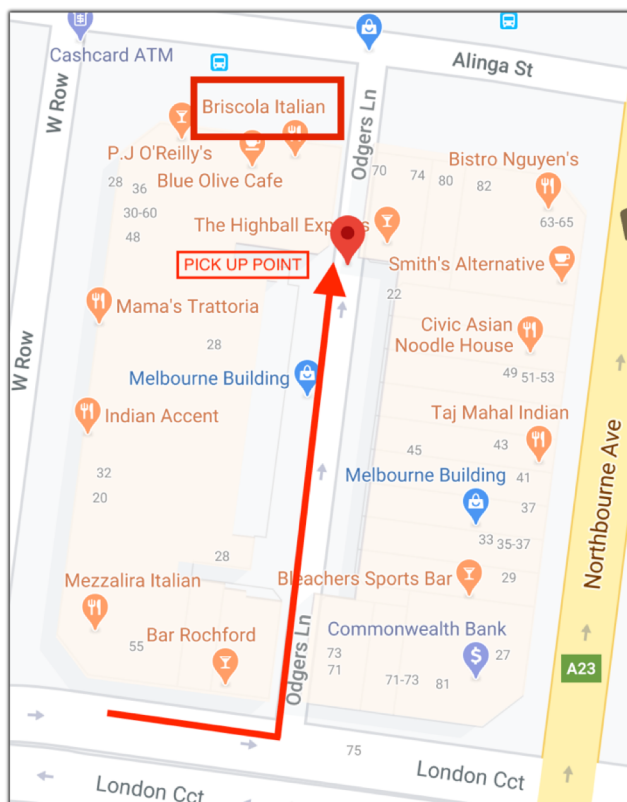 Cashcard ATM
Alinga St
W Row
Briscola Italian
Odgers Ln
P.J O'Reilly's
Blue Olive Cafe
28
36
30-60
48
70
74
80
82
Bistro Nguyen's
63-65
The Highball
PICK UP POINT
Smith's Alternative
22
Mama's Trattoria
Civic Asian
Noodle House
28
W Row
49
51-53
Melbourne Building
Indian Accent
Taj Mahal Indian
45
43
32
20
Melbourne Building
41
37
33
35-37
28
Northbourne Ave
Mezzalira Italian
Bleachers Sports Bar
29
55
Bar Rochford
Odgers Ln
Commonwealth Bank
73
71
71-73
81
27
A23
75
London Cct
London Cct